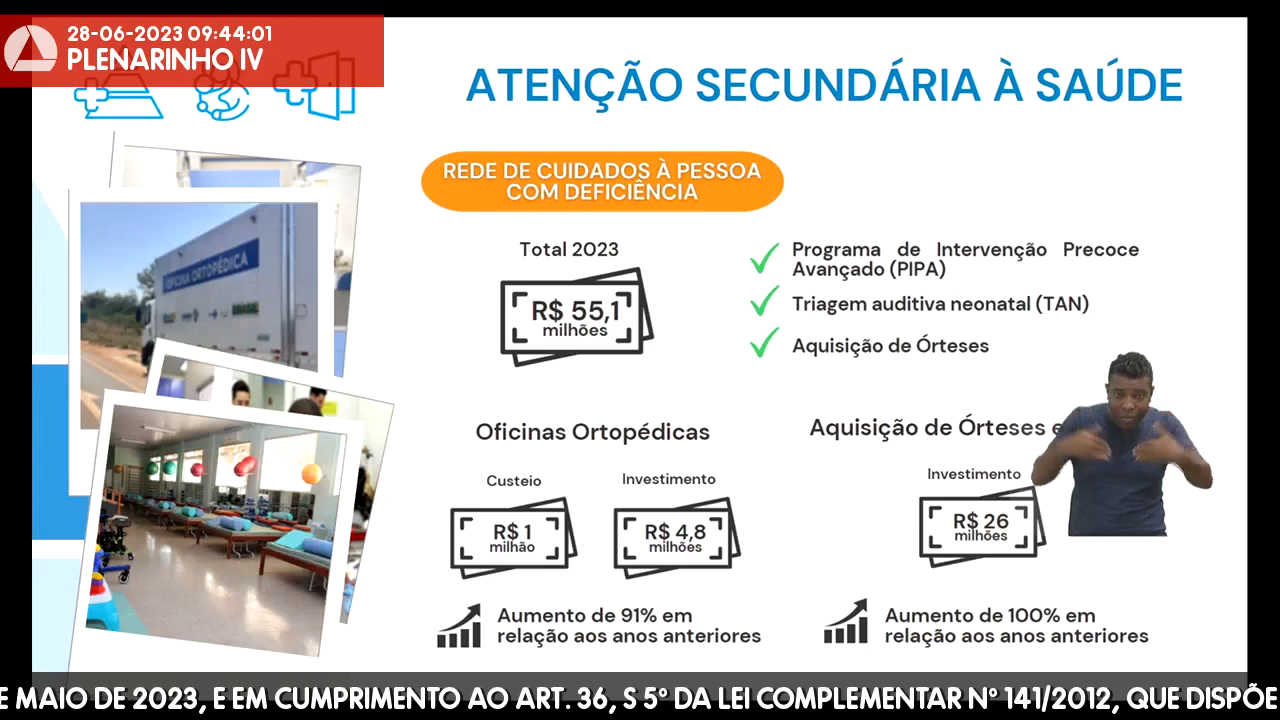 28-06-2023 09:44:01
PLENARINHO IV
ATENÇÃO SECUNDÁRIA À SAÚDE
REDE DE CUIDADOS À PESSOA
COM DEFICIÊNCIA
Total 2023
R$ 55,1
milhões
Programa de Intervenção Precoce
Avançado (PIPA)
Triagem auditiva neonatal (TAN)
Aquisição de Órteses
OFICINA ORTOPÉDICA
Oficinas Ortopédicas
Custeio
R$ 1
milhão
Investimento
R$ 4,8
milhões
Aumento de 91% em
relação aos anos anteriores
Aquisição de Órteses e
Investimento
R$ 26
milhões
Aumento de 100% em
relação aos anos anteriores
E MAIO DE 2023, E EM CUMPRIMENTO AO ART. 36, S 5º DA LEI COMPLEMENTAR Nº 141/2012, QUE DISPÕE